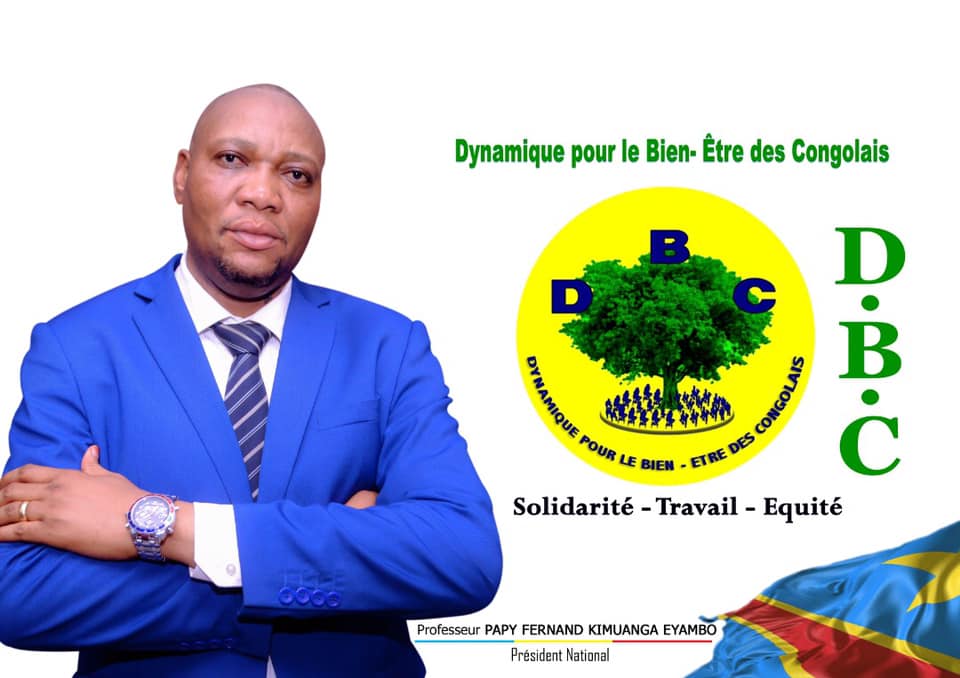 Dynamique pour le Bien- Être des Congolais
D B C
DYNAMIQUE POUR LE BIEN - ETRE DES CONGOLAIS
D.B.C
Solidarité - Travail - Equité
Professeur PAPY FERNAND KIMUANGA EYAMBO
Président National